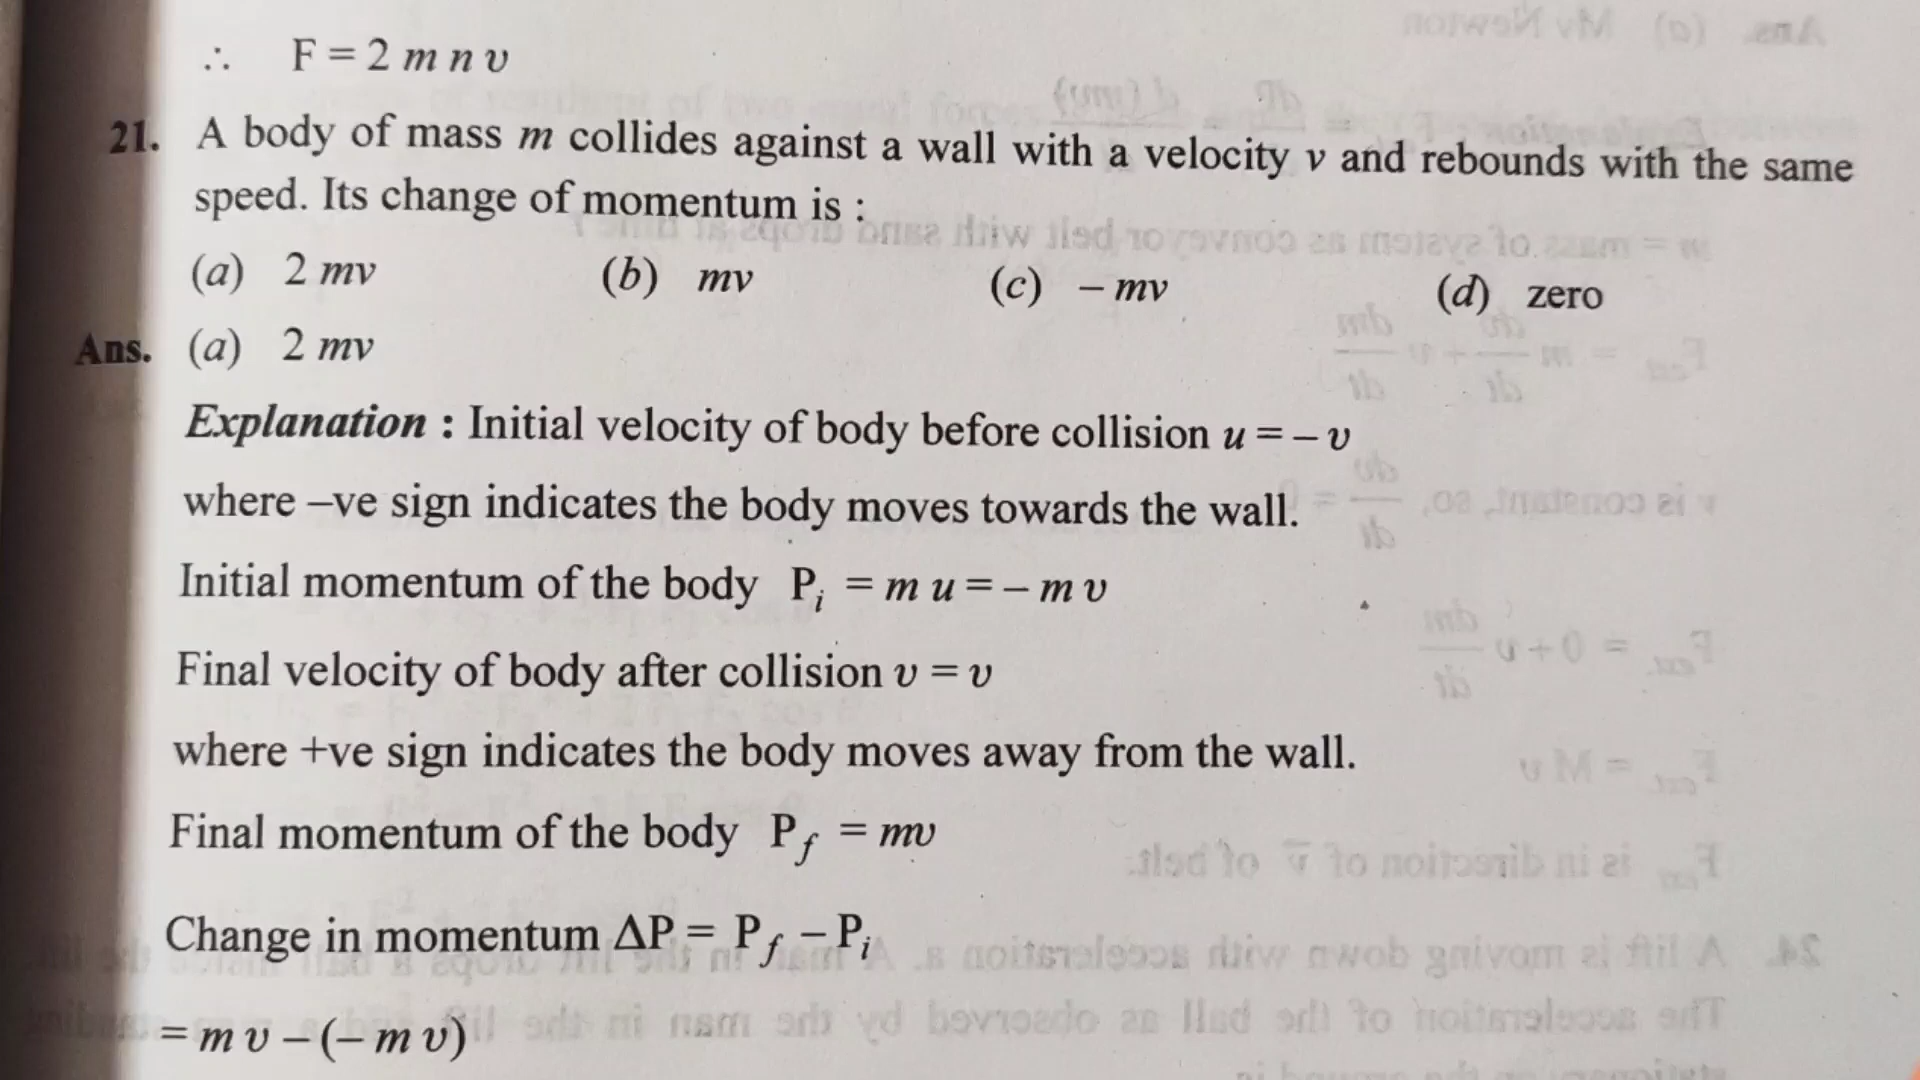 ∴ F = 2 m n v
21. A body of mass m collides against a wall with a velocity v and rebounds with the same
speed. Its change of momentum is :
(a) 2 mv (b) mv (c) – mv (d) zero
Ans. (a) 2 mv
Explanation : Initial velocity of body before collision u = – v
where –ve sign indicates the body moves towards the wall.
Initial momentum of the body Pᵢ = m u = – m v
Final velocity of body after collision v = v
where +ve sign indicates the body moves away from the wall.
Final momentum of the body P_f = mv
Change in momentum ΔP = P_f – Pᵢ
= m v – (– m v)